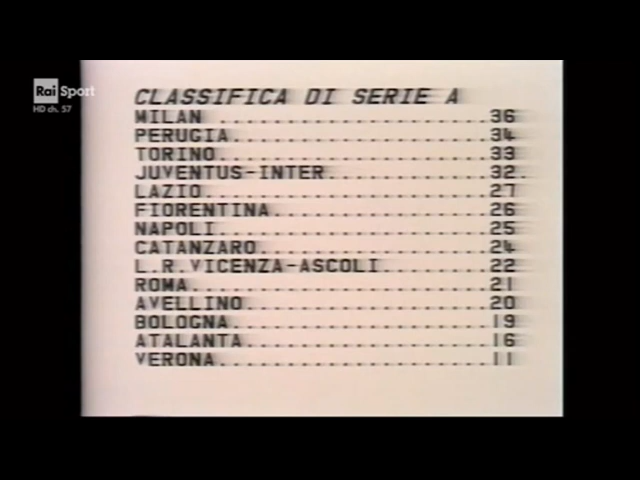 Rai Sport
HD ch. 57
CLASSIFICA DI SERIE A
MILAN ....................36
PERUGIA...................34
TORINO....................33
JUVENTUS-INTER............32.
LAZIO.....................27
FIORENTINA................26
NAPOLI....................25
CATANZARO.................24
L.R.VICENZA-ASCOLI........22
ROMA......................21
AVELLINO..................20
BOLOGNA...................19
ATALANTA..................16
VERONA....................11